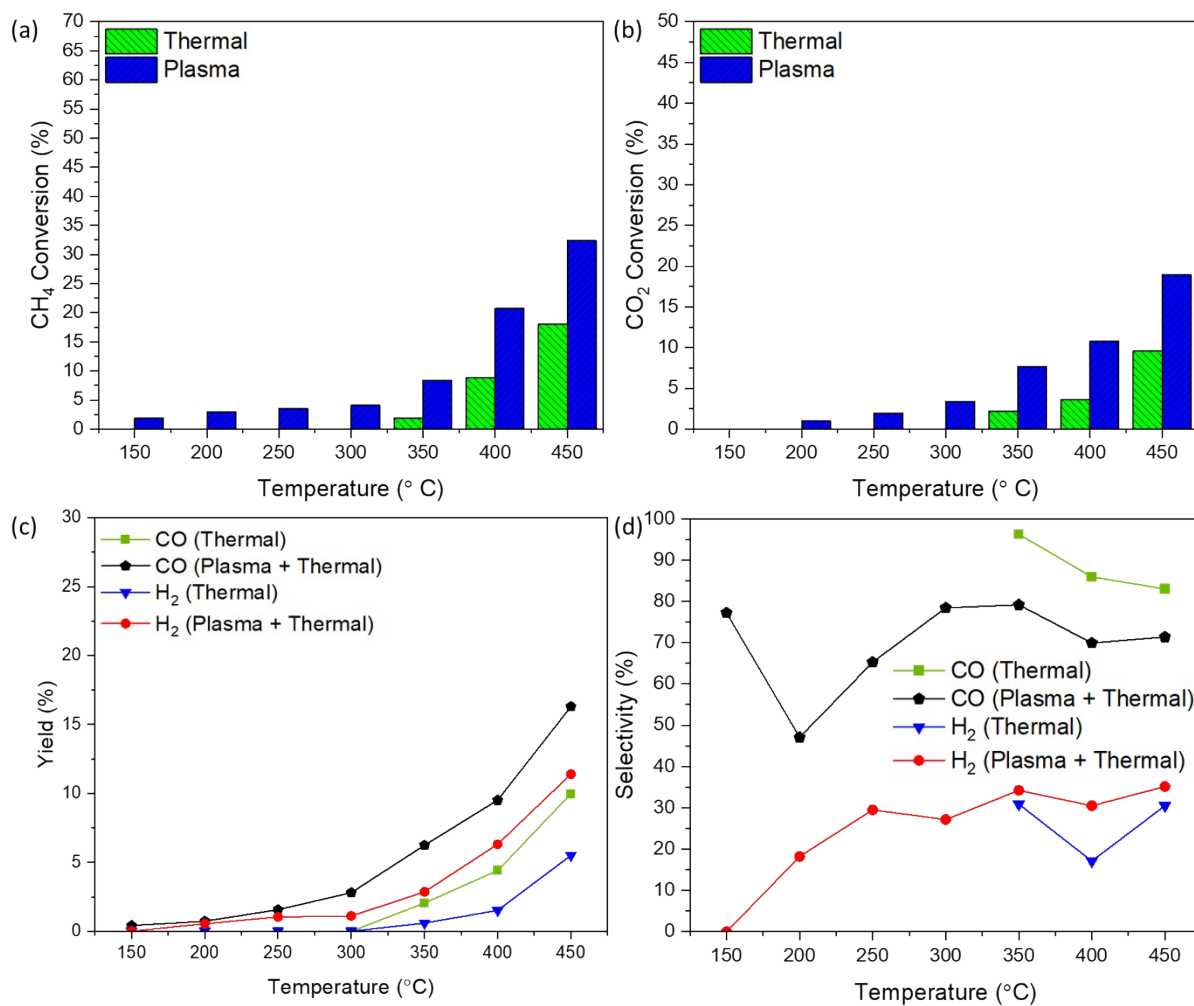 (a)
70
65
60
55
50
45
40
35
30
25
20
15
10
5
0
CH₄ Conversion (%)
Thermal
Plasma
150 200 250 300 350 400 450
Temperature (° C)
(b)
50
45
40
35
30
25
20
15
10
5
0
CO₂ Conversion (%)
Thermal
Plasma
150 200 250 300 350 400 450
Temperature (° C)
(c)
30
25
20
15
10
5
0
Yield (%)
CO (Thermal)
CO (Plasma + Thermal)
H₂ (Thermal)
H₂ (Plasma + Thermal)
150 200 250 300 350 400 450
Temperature (°C)
(d)
100
90
80
70
60
50
40
30
20
10
0
Selectivity (%)
CO (Thermal)
CO (Plasma + Thermal)
H₂ (Thermal)
H₂ (Plasma + Thermal)
150 200 250 300 350 400 450
Temperature (°C)